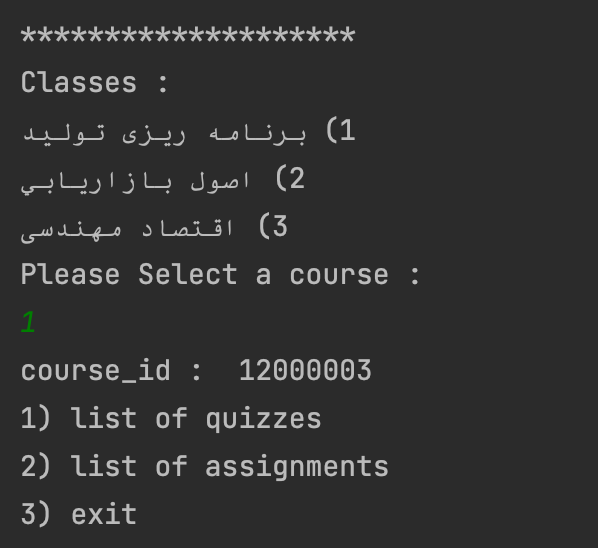 ********************
Classes :
1) برنامه ریزی تولید
2) اصول بازاريابي
3) اقتصاد مهندسی
Please Select a course :
1
course_id :  12000003
1) list of quizzes
2) list of assignments
3) exit